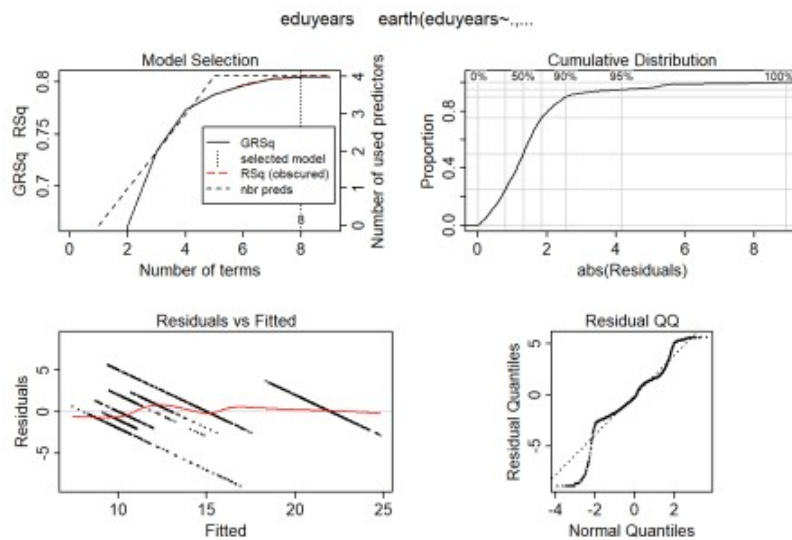 eduyears earth(eduyears~.,...
Model Selection
GRSq RSq
0.7 0.75 0.8
GRSq
selected model
RSq (obscured)
nbr preds
8
0 1 2 3 4
Number of used predictors
0 2 4 6 8
Number of terms
Cumulative Distribution
0% 50% 90% 95% 100%
Proportion
0.0 0.4 0.8
0 2 4 6 8
abs(Residuals)
Residuals vs Fitted
Residuals
-5 0 5
10 15 20 25
Fitted
Residual QQ
Residual Quantiles
-5 0 5
-4 -2 0 2
Normal Quantiles